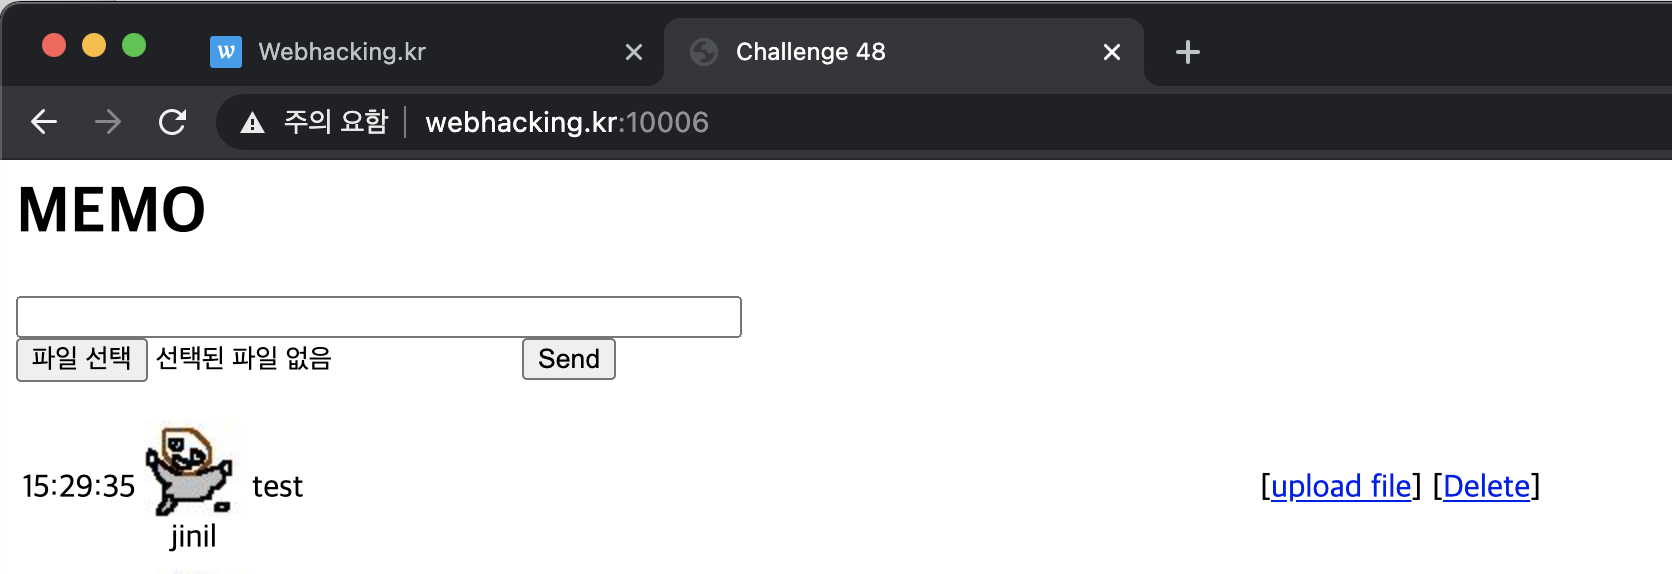 w Webhacking.kr Challenge 48
주의 요함 webhacking.kr:10006
MEMO
파일 선택 선택된 파일 없음 Send
15:29:35 test [upload file] [Delete]
jinil